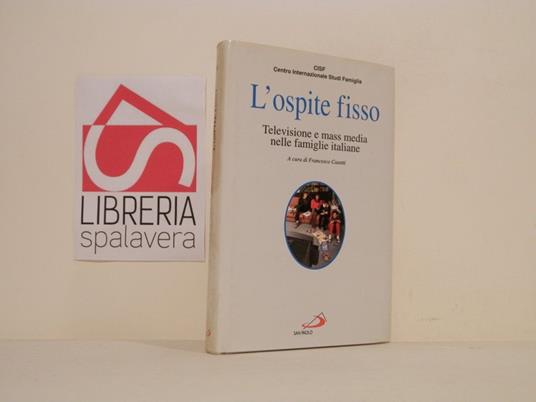 LIBRERIA
spalavera
CISF
Centro Internazionale Studi Famiglia
L'ospite fisso
Televisione e mass media
nelle famiglie italiane
A cura di Francesco Casetti
SAN PAOLO